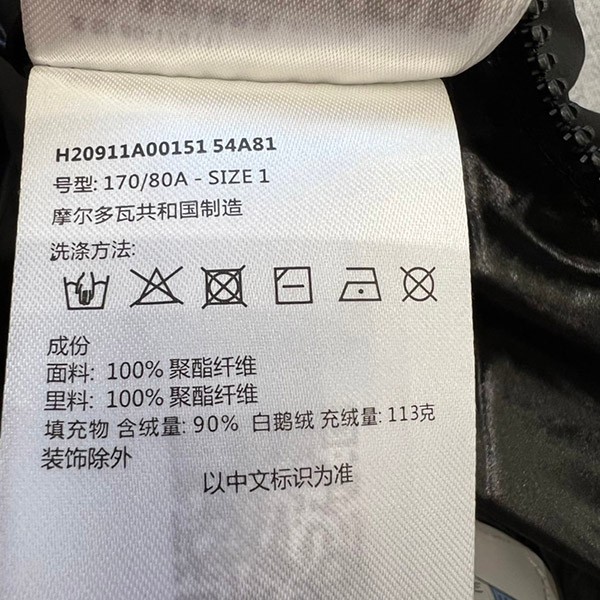 H20911A00151 54A81
号型: 170/80A - SIZE 1
摩尔多瓦共和国制造
洗涤方法:
成份
面料: 100% 聚酯纤维
里料: 100% 聚酯纤维
填充物 含绒量: 90% 白鹅绒 充绒量: 113克
装饰除外
以中文标识为准